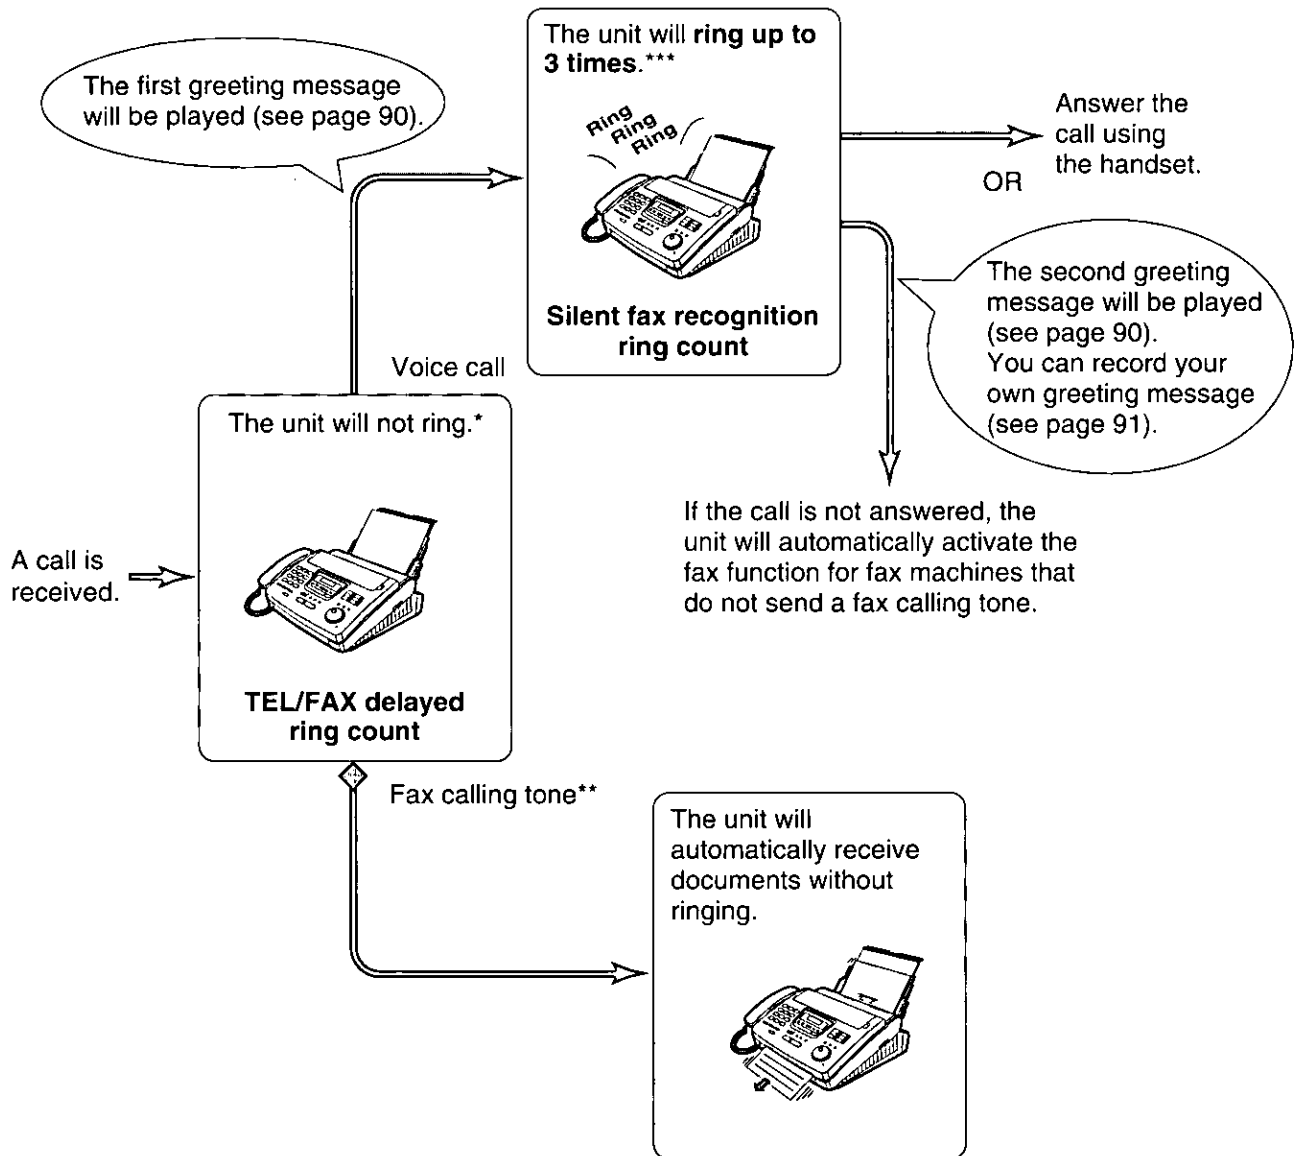 The unit will ring up to
3 times.***
The first greeting message
will be played (see page 90).
Ring
Ring
Ring
Answer the
call using
the handset.
OR
Silent fax recognition
ring count
The second greeting
message will be played
(see page 90).
You can record your
own greeting message
(see page 91).
Voice call
The unit will not ring.*
A call is
received.
If the call is not answered, the
unit will automatically activate the
fax function for fax machines that
do not send a fax calling tone.
TEL/FAX delayed
ring count
Fax calling tone**
The unit will
automatically receive
documents without
ringing.